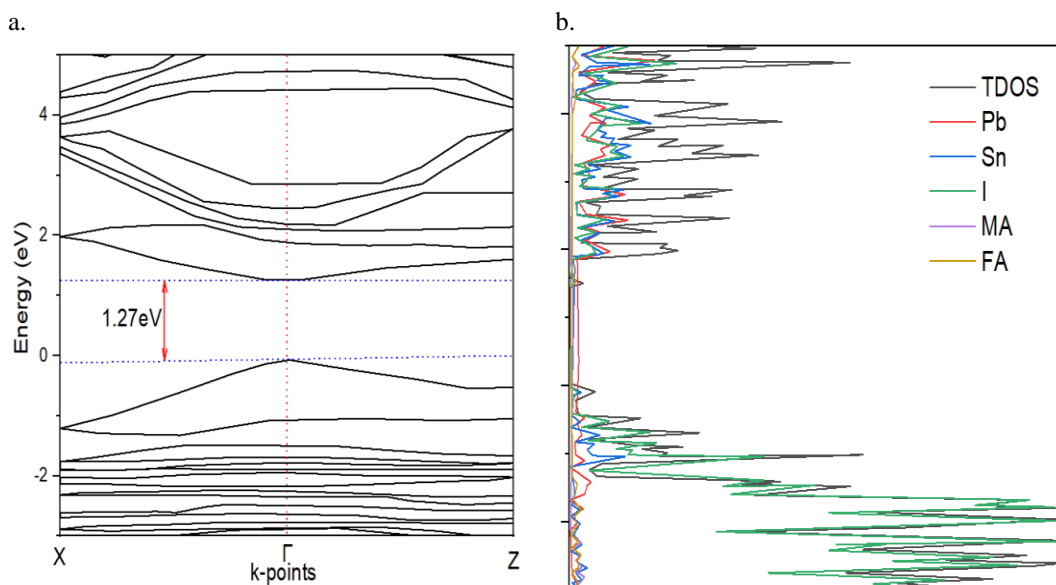 a.
b.
4
2
0
-2
Energy (eV)
1.27eV
X
Γ
Z
k-points
TDOS
Pb
Sn
I
MA
FA